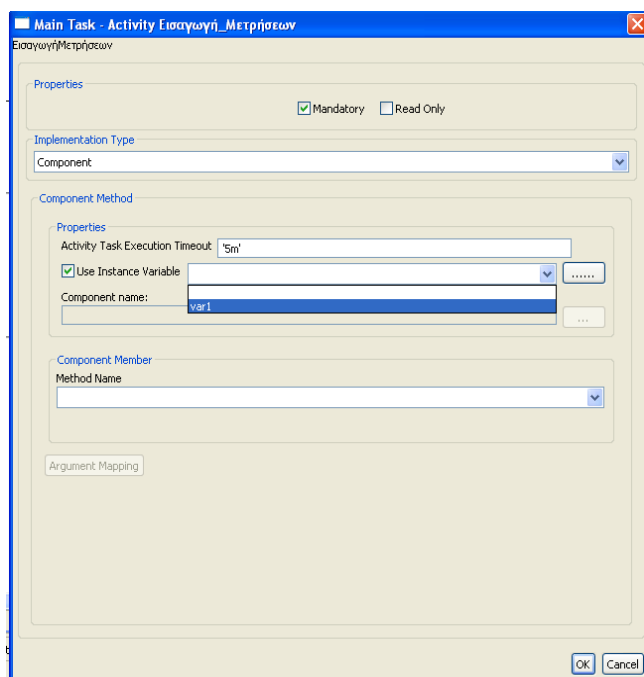 Main Task - Activity Εισαγωγή_Μετρήσεων
ΕισαγωγήΜετρήσεων
Properties
Mandatory Read Only
Implementation Type
Component
Component Method
Properties
Activity Task Execution Timeout '5m'
Use Instance Variable ......
var1
Component name:
...
Component Member
Method Name
Argument Mapping
OK Cancel